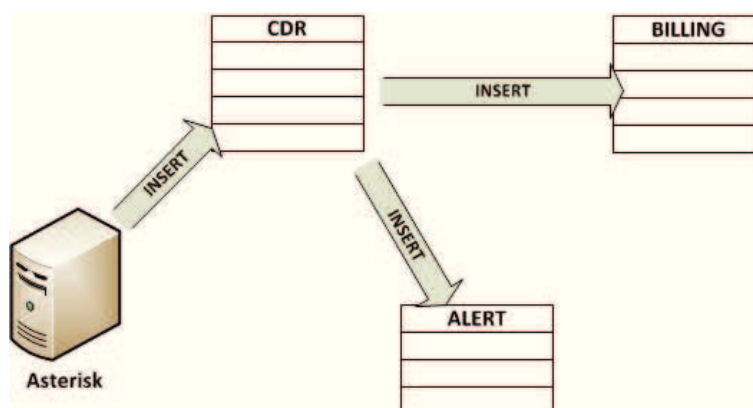 CDR
BILLING
INSERT
INSERT
INSERT
ALERT
Asterisk